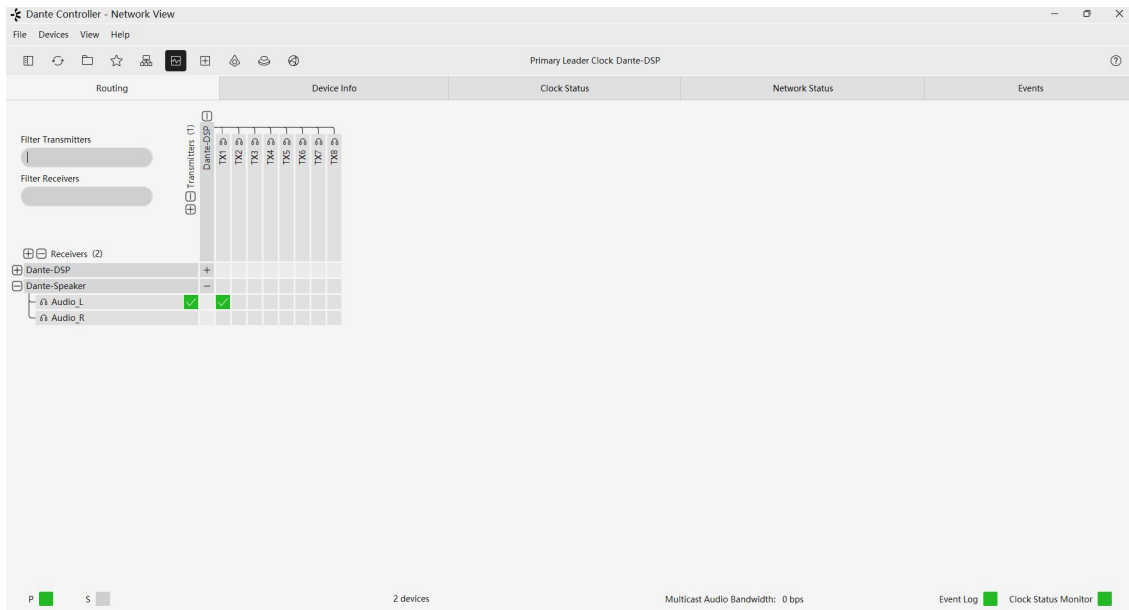 Dante Controller - Network View
File Devices View Help
Primary Leader Clock Dante-DSP
Routing Device Info Clock Status Network Status Events
Filter Transmitters
Filter Receivers
Transmitters (1)
Dante-DSP
TX1
TX2
TX3
TX4
TX5
TX6
TX7
TX8
Receivers (2)
Dante-DSP
Dante-Speaker
Audio_L
Audio_R
P S 2 devices Multicast Audio Bandwidth: 0 bps Event Log Clock Status Monitor